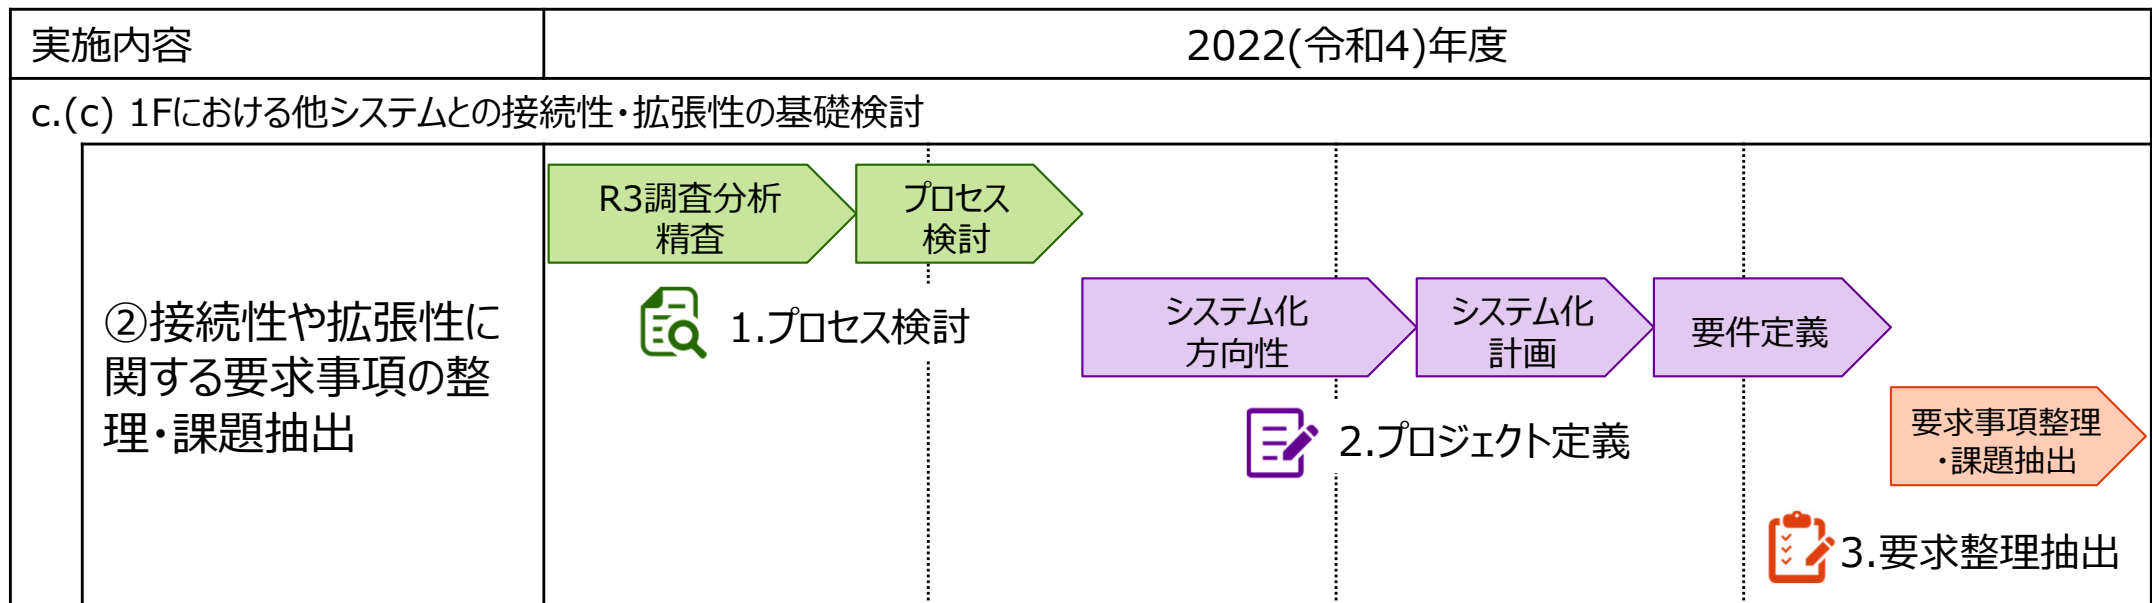 実施内容
2022(令和4)年度
c.(c) 1Fにおける他システムとの接続性・拡張性の基礎検討
②接続性や拡張性に
関する要求事項の整
理・課題抽出
R3調査分析
精査
プロセス
検討
1.プロセス検討
システム化
方向性
システム化
計画
要件定義
2.プロジェクト定義
要求事項整理
・課題抽出
3.要求整理抽出